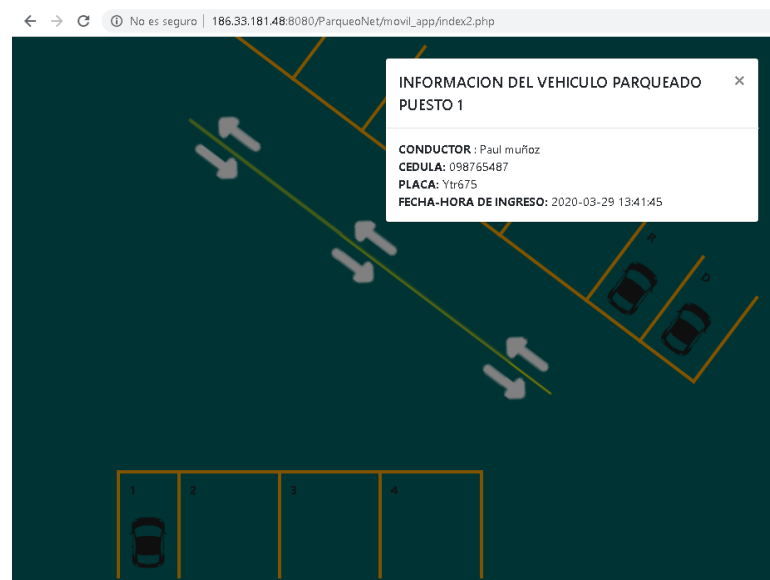 No es seguro | 186.33.181.48:8080/ParqueoNet/movil_app/index2.php
INFORMACION DEL VEHICULO PARQUEADO
PUESTO 1
×
CONDUCTOR : Paul muñoz
CEDULA: 098765487
PLACA: Ytr675
FECHA-HORA DE INGRESO: 2020-03-29 13:41:45
R
D
1 2 3 4